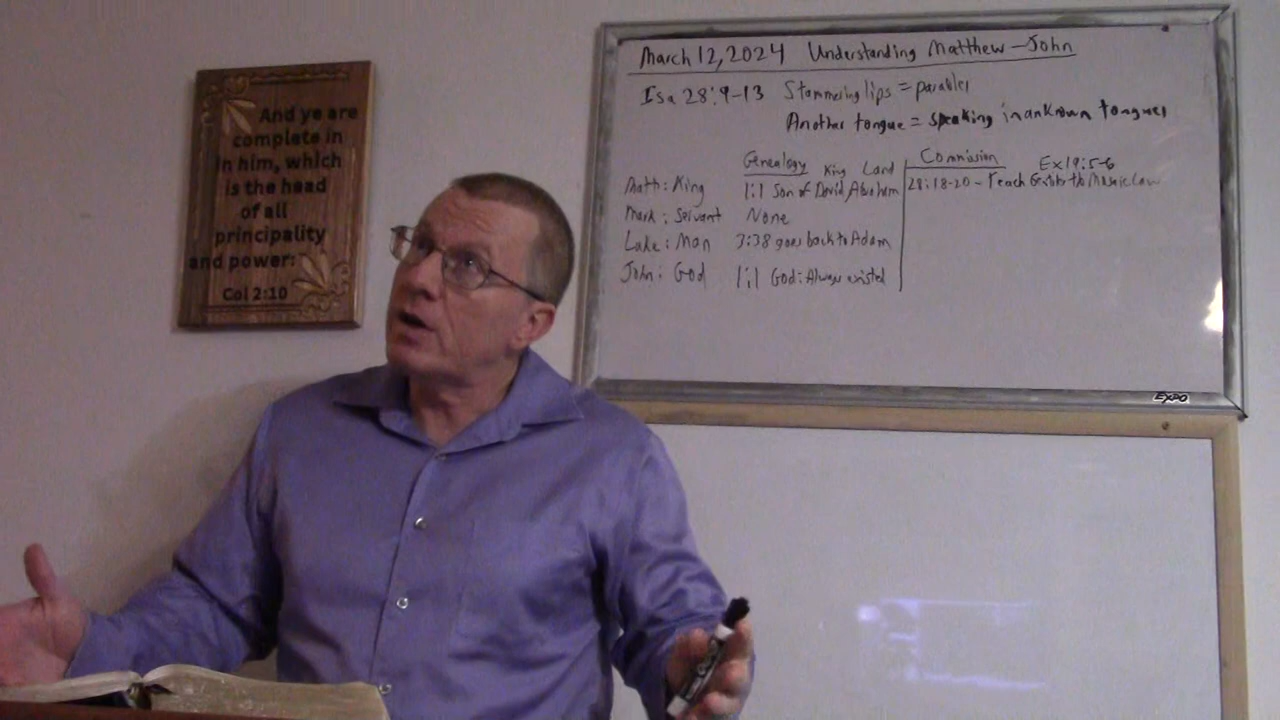 And ye are
complete in
in him, which
is the head
of all
principality
and power:
Col 2:10
March 12, 2024 Understanding Matthew - John
Isa 28:9-13 Stammering lips = parables
Another tongue = speaking in unknown tongues
Genealogy King Land
Commission Ex 19:5-6
Math: King 1:1 Son of David Abraham 28:18-20 - Teach Gentiles the Mosaic Law
Mark: Servant None
Luke: Man 3:38 goes back to Adam
John: God 1:1 God: Always existed
EXPO